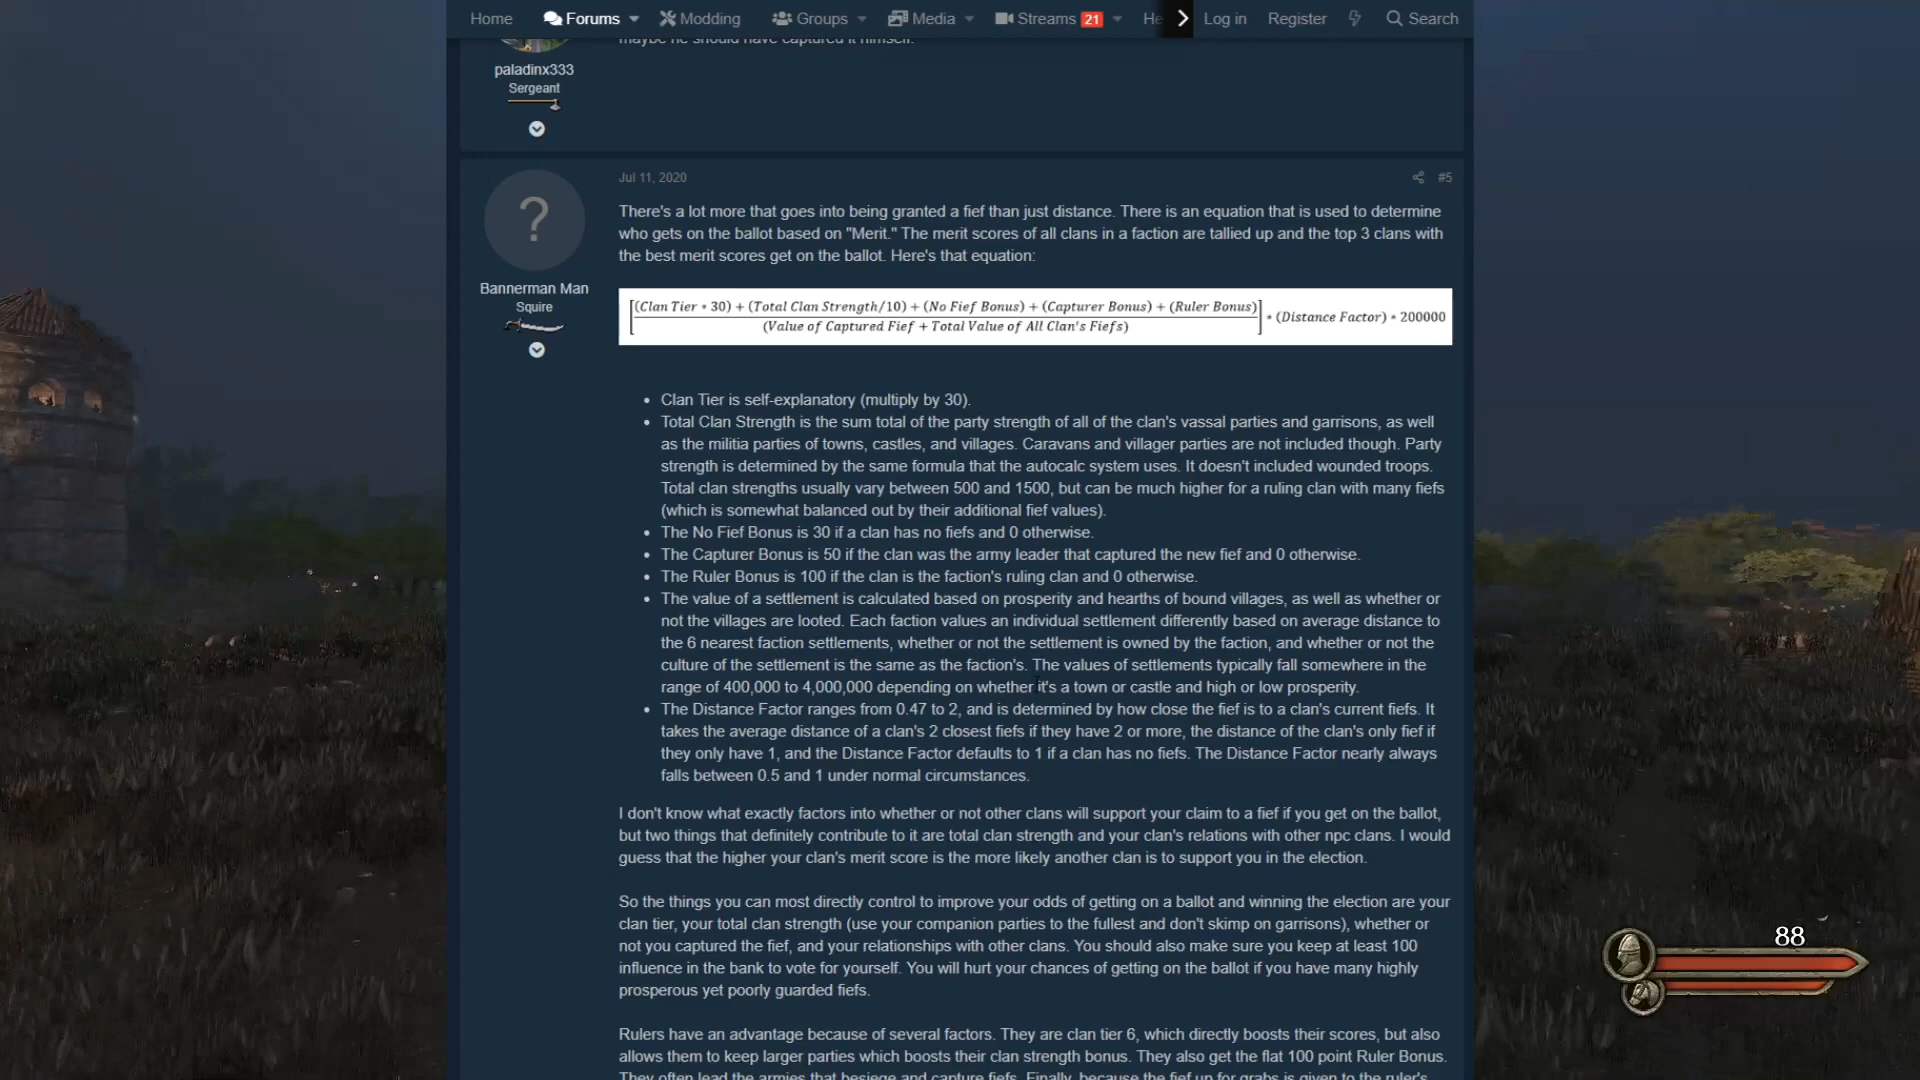 Home Forums Modding Groups Media Streams 21 He Log in Register Search
maybe he should have captured it himself.
paladinx333
Sergeant
Jul 11, 2020 #5
?
Bannerman Man
Squire
There's a lot more that goes into being granted a fief than just distance. There is an equation that is used to determine
who gets on the ballot based on "Merit." The merit scores of all clans in a faction are tallied up and the top 3 clans with
the best merit scores get on the ballot. Here's that equation:
[(Clan Tier * 30) + (Total Clan Strength/10) + (No Fief Bonus) + (Capturer Bonus) + (Ruler Bonus)
(Value of Captured Fief + Total Value of All Clan's Fiefs)] * (Distance Factor) * 200000
• Clan Tier is self-explanatory (multiply by 30).
• Total Clan Strength is the sum total of the party strength of all of the clan's vassal parties and garrisons, as well
as the militia parties of towns, castles, and villages. Caravans and villager parties are not included though. Party
strength is determined by the same formula that the autocalc system uses. It doesn't included wounded troops.
Total clan strengths usually vary between 500 and 1500, but can be much higher for a ruling clan with many fiefs
(which is somewhat balanced out by their additional fief values).
• The No Fief Bonus is 30 if a clan has no fiefs and 0 otherwise.
• The Capturer Bonus is 50 if the clan was the army leader that captured the new fief and 0 otherwise.
• The Ruler Bonus is 100 if the clan is the faction's ruling clan and 0 otherwise.
• The value of a settlement is calculated based on prosperity and hearths of bound villages, as well as whether or
not the villages are looted. Each faction values an individual settlement differently based on average distance to
the 6 nearest faction settlements, whether or not the settlement is owned by the faction, and whether or not the
culture of the settlement is the same as the faction's. The values of settlements typically fall somewhere in the
range of 400,000 to 4,000,000 depending on whether it's a town or castle and high or low prosperity.
• The Distance Factor ranges from 0.47 to 2, and is determined by how close the fief is to a clan's current fiefs. It
takes the average distance of a clan's 2 closest fiefs if they have 2 or more, the distance of the clan's only fief if
they only have 1, and the Distance Factor defaults to 1 if a clan has no fiefs. The Distance Factor nearly always
falls between 0.5 and 1 under normal circumstances.
I don't know what exactly factors into whether or not other clans will support your claim to a fief if you get on the ballot,
but two things that definitely contribute to it are total clan strength and your clan's relations with other npc clans. I would
guess that the higher your clan's merit score is the more likely another clan is to support you in the election.
So the things you can most directly control to improve your odds of getting on a ballot and winning the election are your
clan tier, your total clan strength (use your companion parties to the fullest and don't skimp on garrisons), whether or
not you captured the fief, and your relationships with other clans. You should also make sure you keep at least 100
influence in the bank to vote for yourself. You will hurt your chances of getting on the ballot if you have many highly
prosperous yet poorly guarded fiefs.
Rulers have an advantage because of several factors. They are clan tier 6, which directly boosts their scores, but also
allows them to keep larger parties which boosts their clan strength bonus. They also get the flat 100 point Ruler Bonus.
They often lead the armies that besiege and capture fiefs. Finally, because the fief up for grabs is given to the ruler's
88